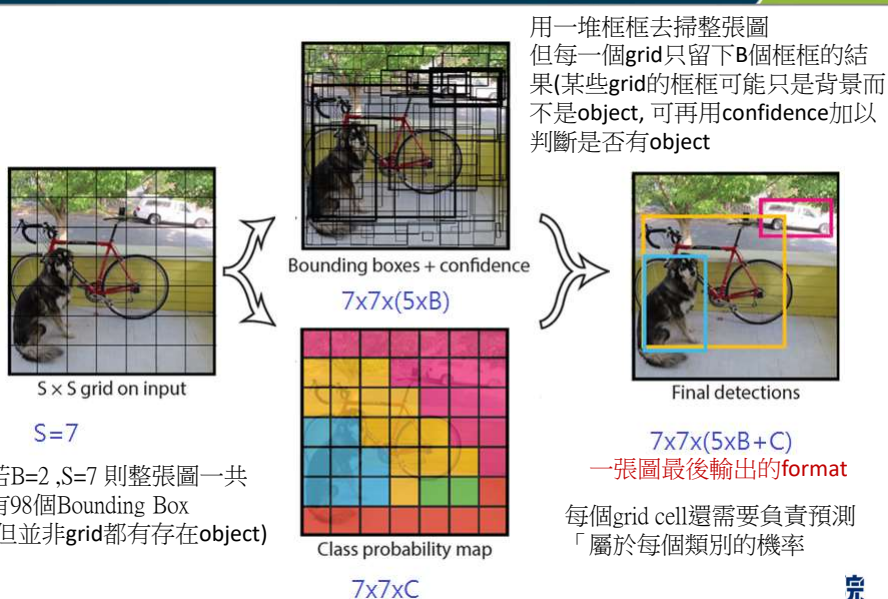 用一堆框框去掃整張圖
但每一個grid只留下B個框框的結
果(某些grid的框框可能只是背景而
不是object, 可再用confidence加以
判斷是否有object
Bounding boxes + confidence
7x7x(5xB)
S × S grid on input
S=7
若B=2 ,S=7 則整張圖一共
有98個Bounding Box
但並非grid都有存在object)
Class probability map
7x7xC
Final detections
7x7x(5xB+C)
一張圖最後輸出的format
每個grid cell還需要負責預測
「屬於每個類別的機率